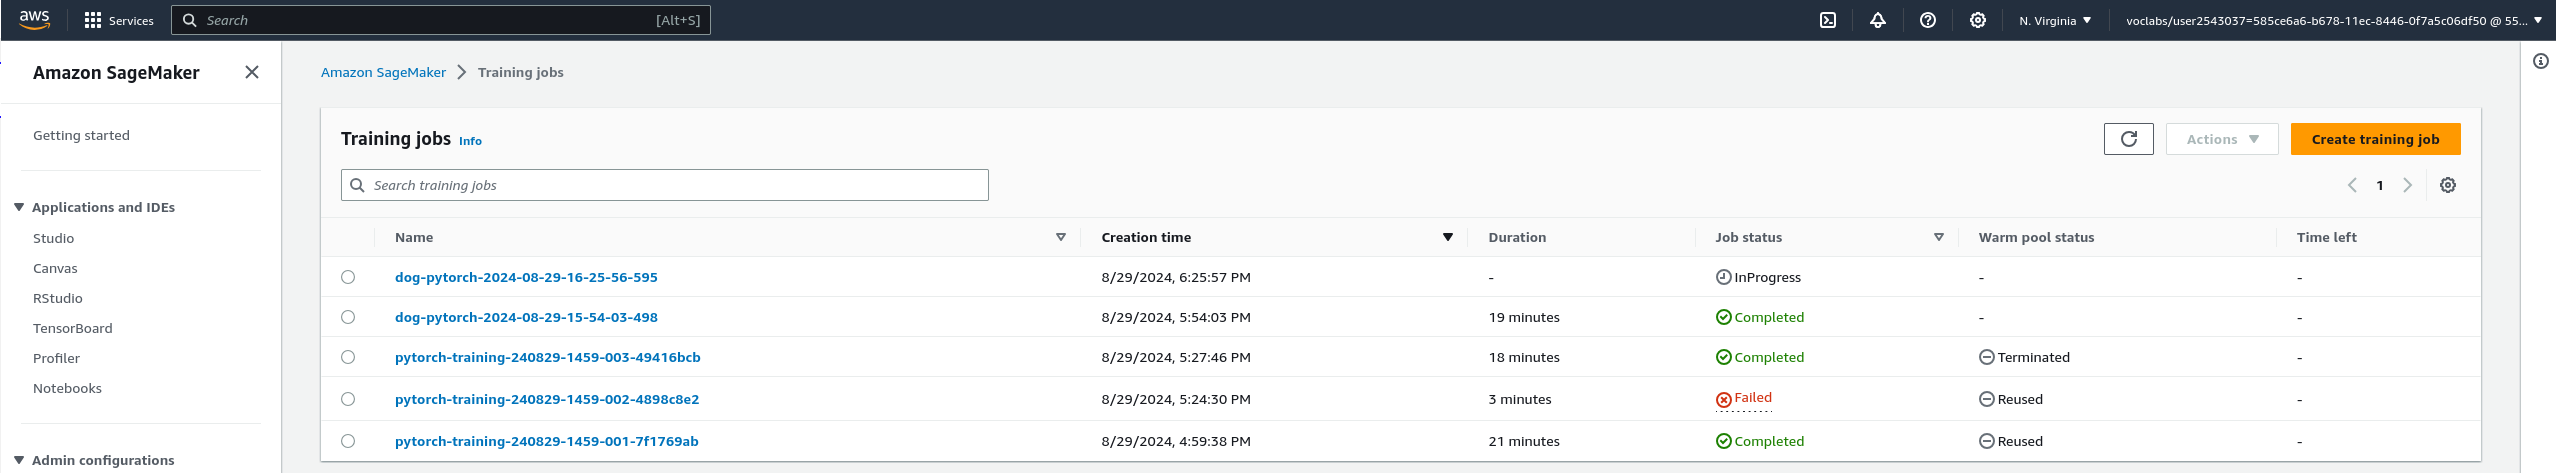 aws Services Search [Alt+S] N. Virginia voclabs/user2543037=585ce6a6-b678-11ec-8446-0f7a5c06df50 @ 55...
Amazon SageMaker
Getting started
Applications and IDEs
Studio
Canvas
RStudio
TensorBoard
Profiler
Notebooks
Admin configurations
Amazon SageMaker Training jobs
Training jobs Info
Actions Create training job
Search training jobs
1
Name Creation time Duration Job status Warm pool status Time left
dog-pytorch-2024-08-29-16-25-56-595 8/29/2024, 6:25:57 PM - InProgress - -
dog-pytorch-2024-08-29-15-54-03-498 8/29/2024, 5:54:03 PM 19 minutes Completed - -
pytorch-training-240829-1459-003-49416bcb 8/29/2024, 5:27:46 PM 18 minutes Completed Terminated -
pytorch-training-240829-1459-002-4898c8e2 8/29/2024, 5:24:30 PM 3 minutes Failed Reused -
pytorch-training-240829-1459-001-7f1769ab 8/29/2024, 4:59:38 PM 21 minutes Completed Reused -